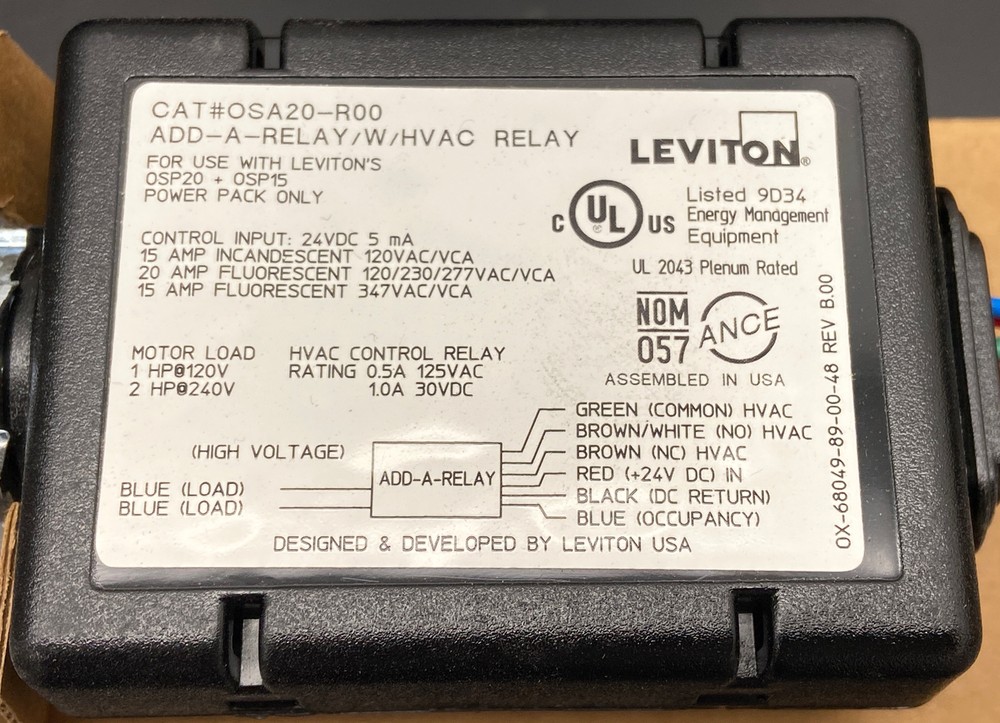 CAT#OSA20-R00
ADD-A-RELAY/W/HVAC RELAY
FOR USE WITH LEVITON'S
OSP20 + OSP15
POWER PACK ONLY
LEVITON®
C UL US
Listed 9D34
Energy Management
Equipment
UL 2043 Plenum Rated
CONTROL INPUT: 24VDC 5 mA
15 AMP INCANDESCENT 120VAC/VCA
20 AMP FLUORESCENT 120/230/277VAC/VCA
15 AMP FLUORESCENT 347VAC/VCA
NOM
057
ANCE
ASSEMBLED IN USA
MOTOR LOAD
1 HP@120V
2 HP@240V
HVAC CONTROL RELAY
RATING 0.5A 125VAC
1.0A 30VDC
(HIGH VOLTAGE)
BLUE (LOAD)
BLUE (LOAD)
ADD-A-RELAY
GREEN (COMMON) HVAC
BROWN/WHITE (NO) HVAC
BROWN (NC) HVAC
RED (+24V DC) IN
BLACK (DC RETURN)
BLUE (OCCUPANCY)
DESIGNED & DEVELOPED BY LEVITON USA
OX-68049-89-00-48 REV B.00